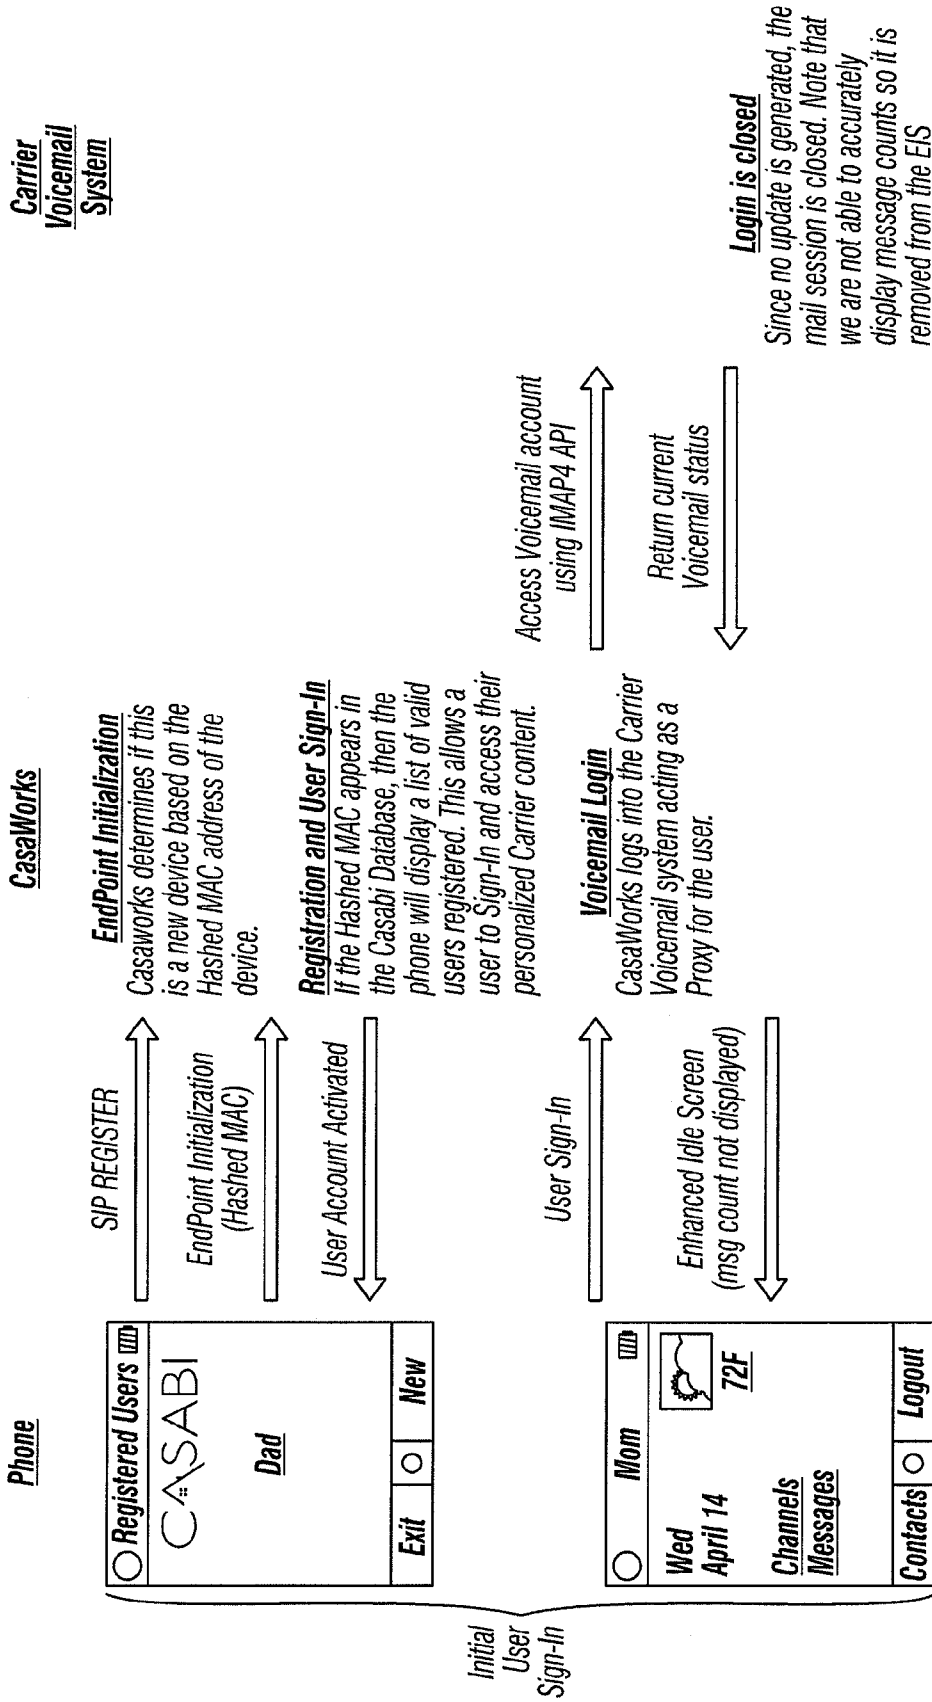 Phone
CasaWorks
Carrier
Voicemail
System
Initial
User
Sign-In
Registered Users
CASABI
Dad
Exit
New
SIP REGISTER
EndPoint Initialization
(Hashed MAC)
User Account Activated
EndPoint Initialization
Casaworks determines if this
is a new device based on the
Hashed MAC address of the
device.
Registration and User Sign-In
If the Hashed MAC appears in
the Casabi Database, then the
phone will display a list of valid
users registered. This allows a
user to Sign-In and access their
personalized Carrier content.
Mom
Wed
April 14
72F
Channels
Messages
Contacts
Logout
User Sign-In
Enhanced Idle Screen
(msg count not displayed)
Voicemail Login
CasaWorks logs into the Carrier
Voicemail system acting as a
Proxy for the user.
Access Voicemail account
using IMAP4 API
Return current
Voicemail status
Login is closed
Since no update is generated, the
mail session is closed. Note that
we are not able to accurately
display message counts so it is
removed from the EIS